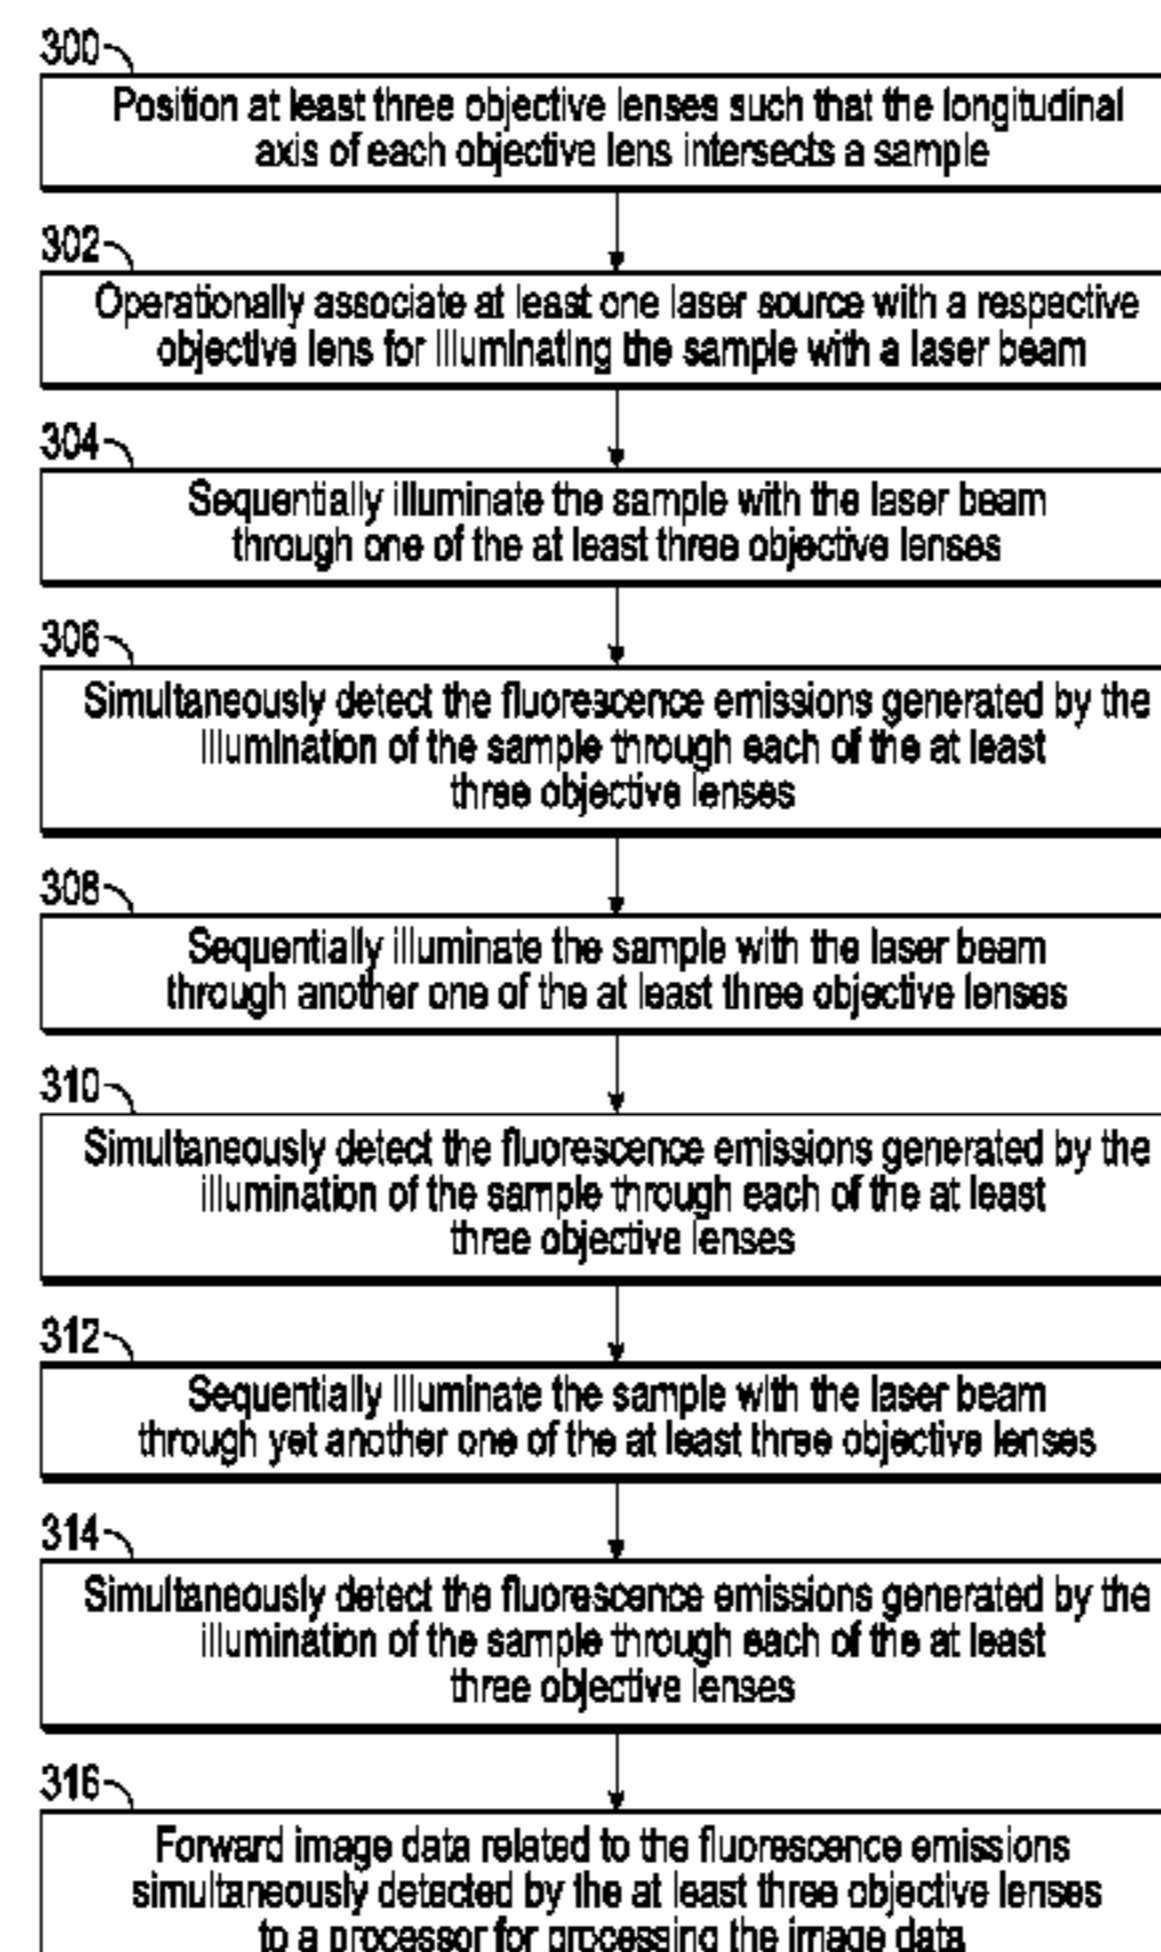 300
Position at least three objective lenses such that the longitudinal
axis of each objective lens intersects a sample
302
Operationally associate at least one laser source with a respective
objective lens for illuminating the sample with a laser beam
304
Sequentially illuminate the sample with the laser beam
through one of the at least three objective lenses
306
Simultaneously detect the fluorescence emissions generated by the
illumination of the sample through each of the at least
three objective lenses
308
Sequentially illuminate the sample with the laser beam
through another one of the at least three objective lenses
310
Simultaneously detect the fluorescence emissions generated by the
illumination of the sample through each of the at least
three objective lenses
312
Sequentially illuminate the sample with the laser beam
through yet another one of the at least three objective lenses
314
Simultaneously detect the fluorescence emissions generated by the
illumination of the sample through each of the at least
three objective lenses
316
Forward image data related to the fluorescence emissions
simultaneously detected by the at least three objective lenses
to a processor for processing the image data